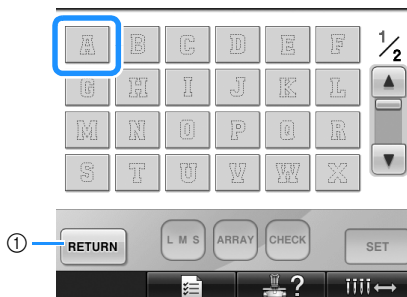 A B C D E F 1/2
G H I J K L
M N O P Q R
S T U V W X
① RETURN L M S ARRAY CHECK SET
?